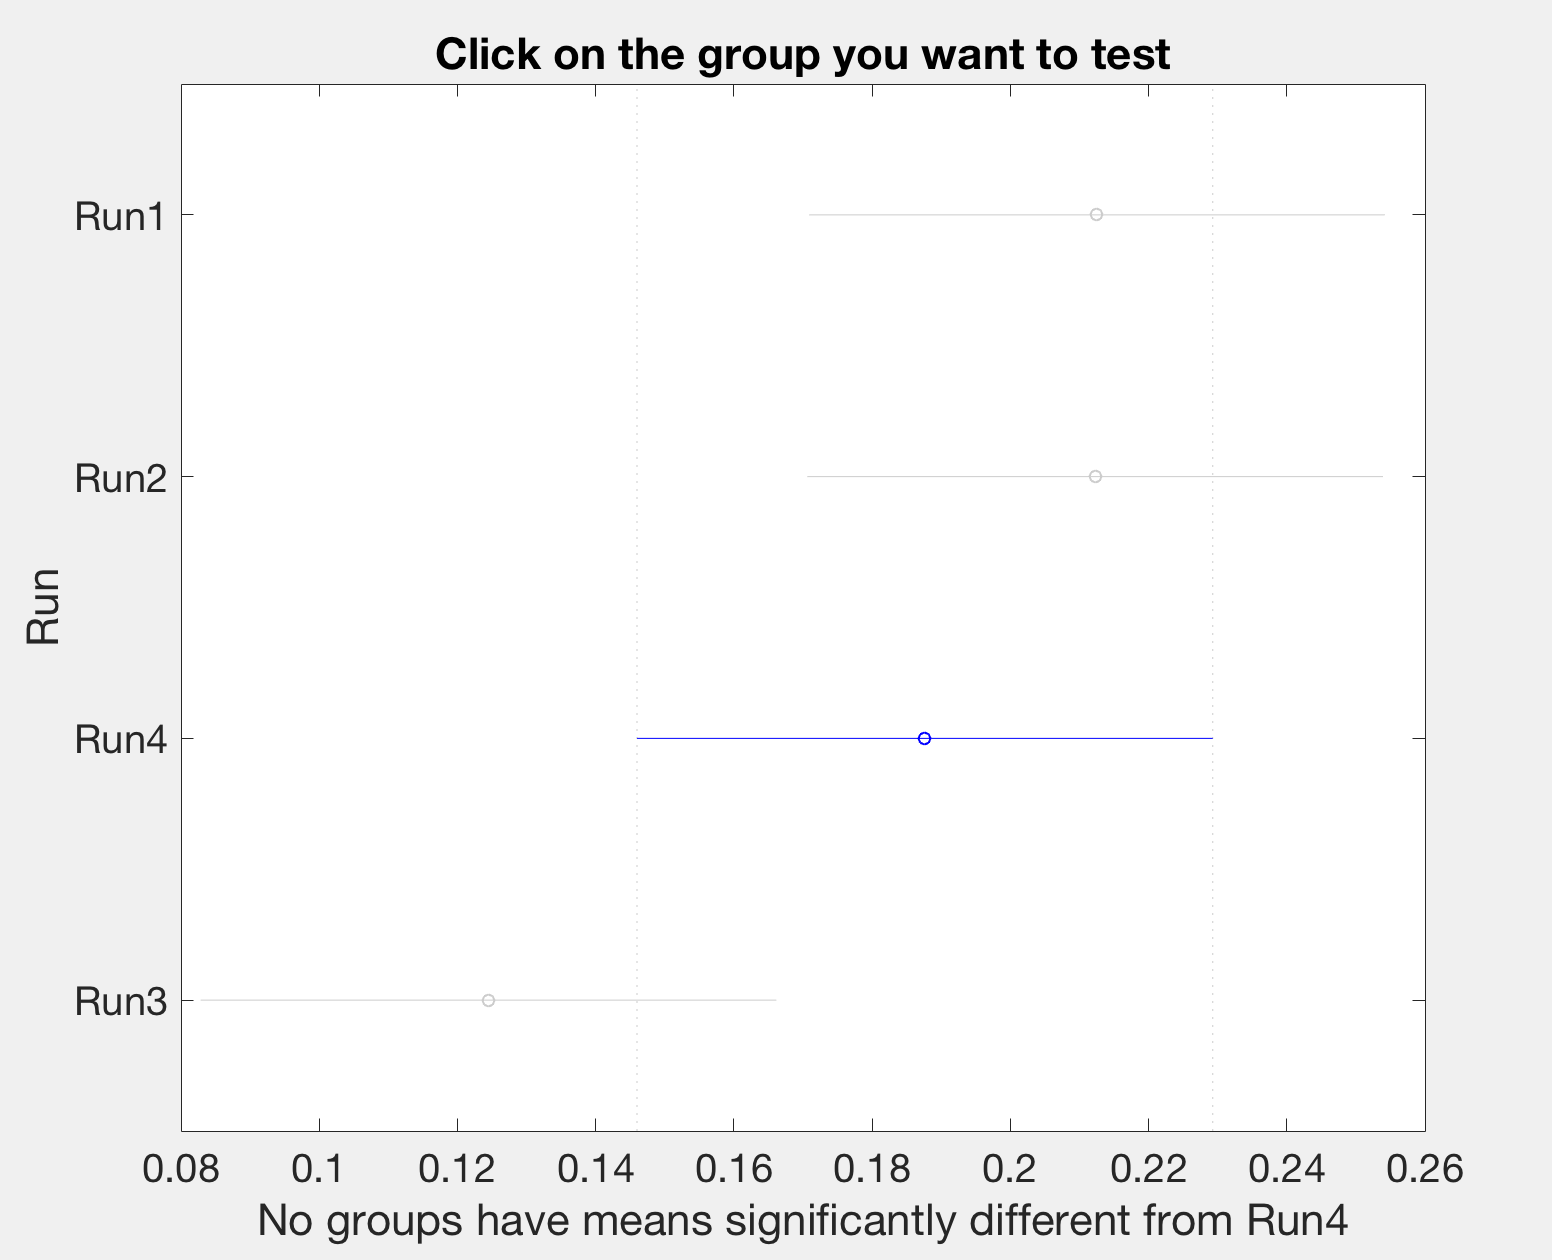 Click on the group you want to test
Run1
Run2
Run
Run4
Run3
0.08 0.1 0.12 0.14 0.16 0.18 0.2 0.22 0.24 0.26
No groups have means significantly different from Run4